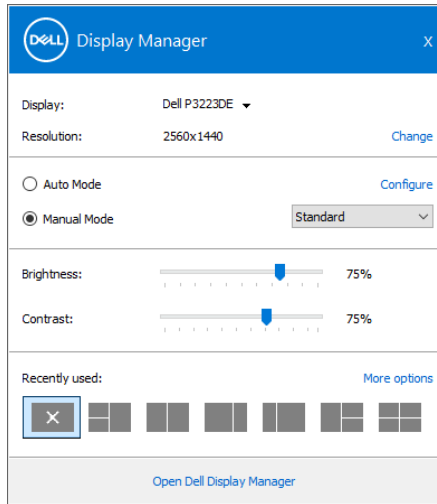 DELL Display Manager X
Display: Dell P3223DE
Resolution: 2560x1440 Change
Auto Mode Configure
Manual Mode Standard
Brightness: 75%
Contrast: 75%
Recently used: More options
Open Dell Display Manager